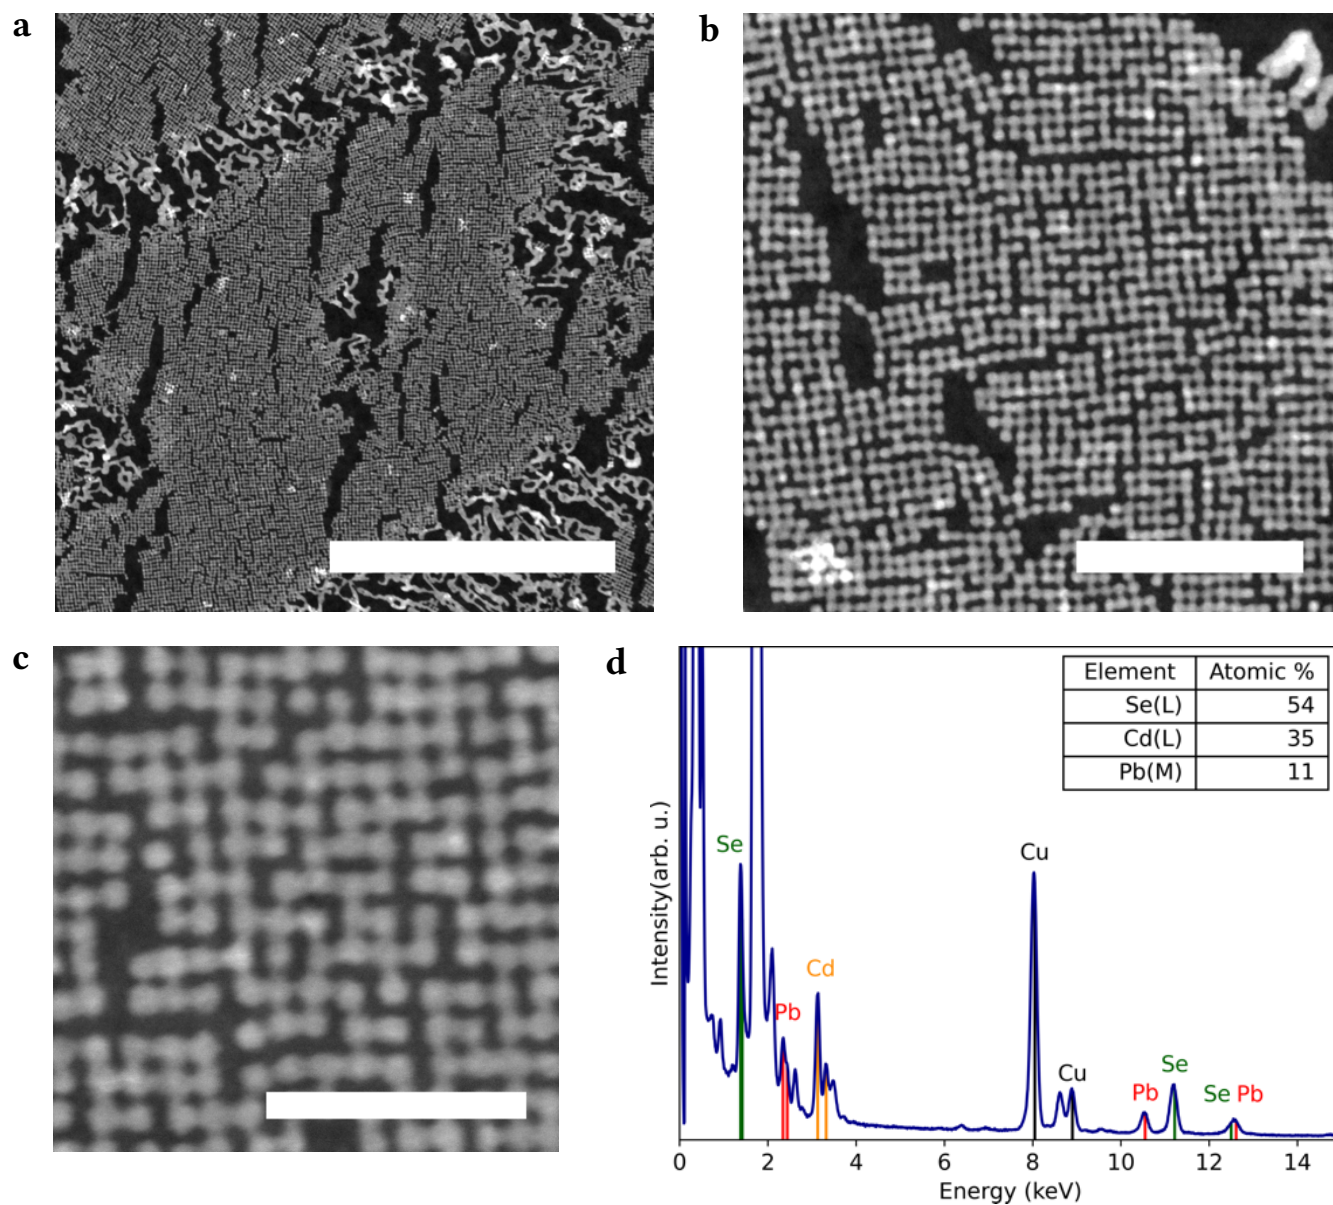 a
b
c
d
Element Atomic %
Se(L) 54
Cd(L) 35
Pb(M) 11
Intensity(arb. u.)
Se
Pb
Cd
Cu
Cu
Pb
Se
Se Pb
0 2 4 6 8 10 12 14
Energy (keV)